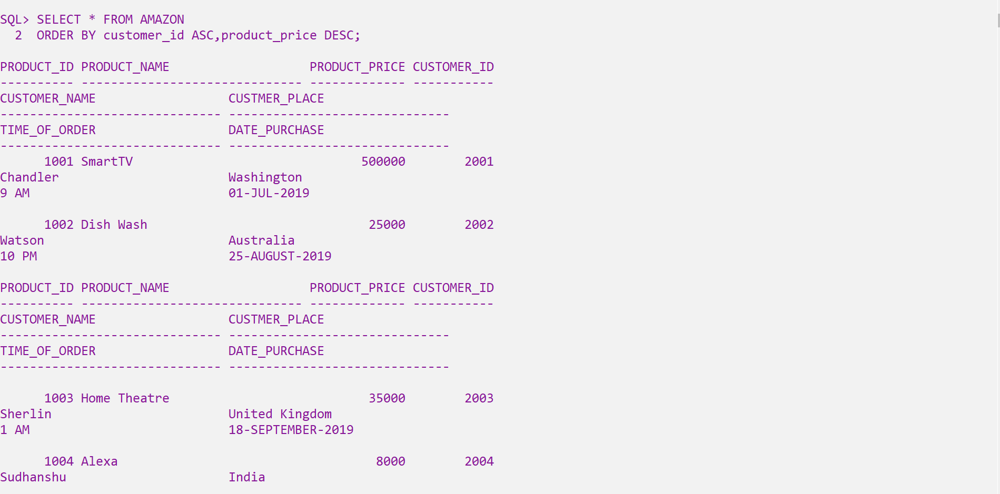 SQL> SELECT * FROM AMAZON
  2  ORDER BY customer_id ASC,product_price DESC;

PRODUCT_ID PRODUCT_NAME                   PRODUCT_PRICE CUSTOMER_ID
---------- ------------------------------ ------------- -----------
CUSTOMER_NAME                  CUSTMER_PLACE
------------------------------ ------------------------------
TIME_OF_ORDER                  DATE_PURCHASE
------------------------------ ------------------------------
      1001 SmartTV                               500000        2001
Chandler                       Washington
9 AM                           01-JUL-2019

      1002 Dish Wash                              25000        2002
Watson                         Australia
10 PM                          25-AUGUST-2019

PRODUCT_ID PRODUCT_NAME                   PRODUCT_PRICE CUSTOMER_ID
---------- ------------------------------ ------------- -----------
CUSTOMER_NAME                  CUSTMER_PLACE
------------------------------ ------------------------------
TIME_OF_ORDER                  DATE_PURCHASE
------------------------------ ------------------------------

      1003 Home Theatre                           35000        2003
Sherlin                        United Kingdom
1 AM                           18-SEPTEMBER-2019

      1004 Alexa                                   8000        2004
Sudhanshu                      India